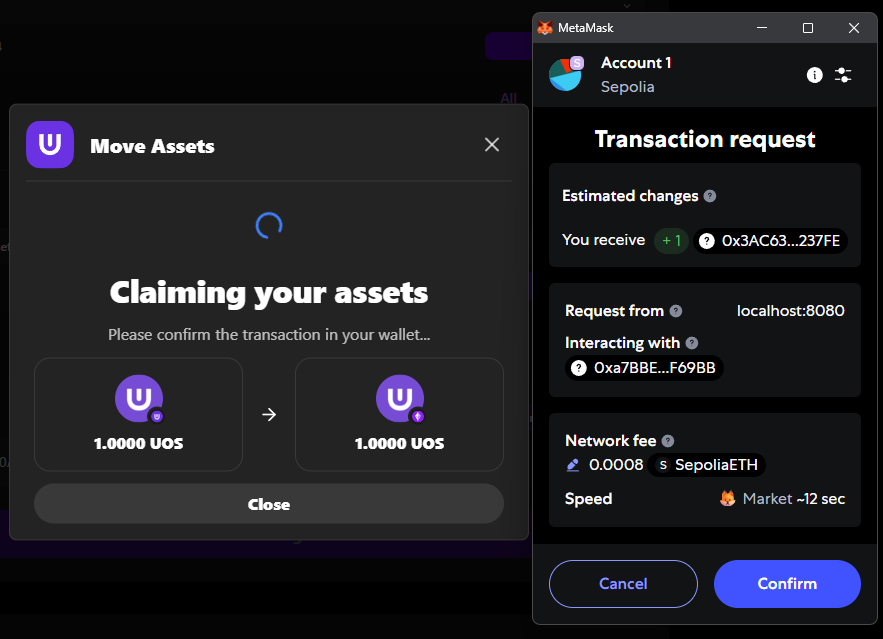 All
Move Assets
Claiming your assets
Please confirm the transaction in your wallet...
1.0000 UOS
1.0000 UOS
Close
MetaMask
S
Account 1
Sepolia
Transaction request
Estimated changes
You receive + 1 0x3AC63...237FE
Request from localhost:8080
Interacting with
0xa7BBE...F69BB
Network fee
0.0008 S SepoliaETH
Speed Market ~12 sec
Cancel Confirm